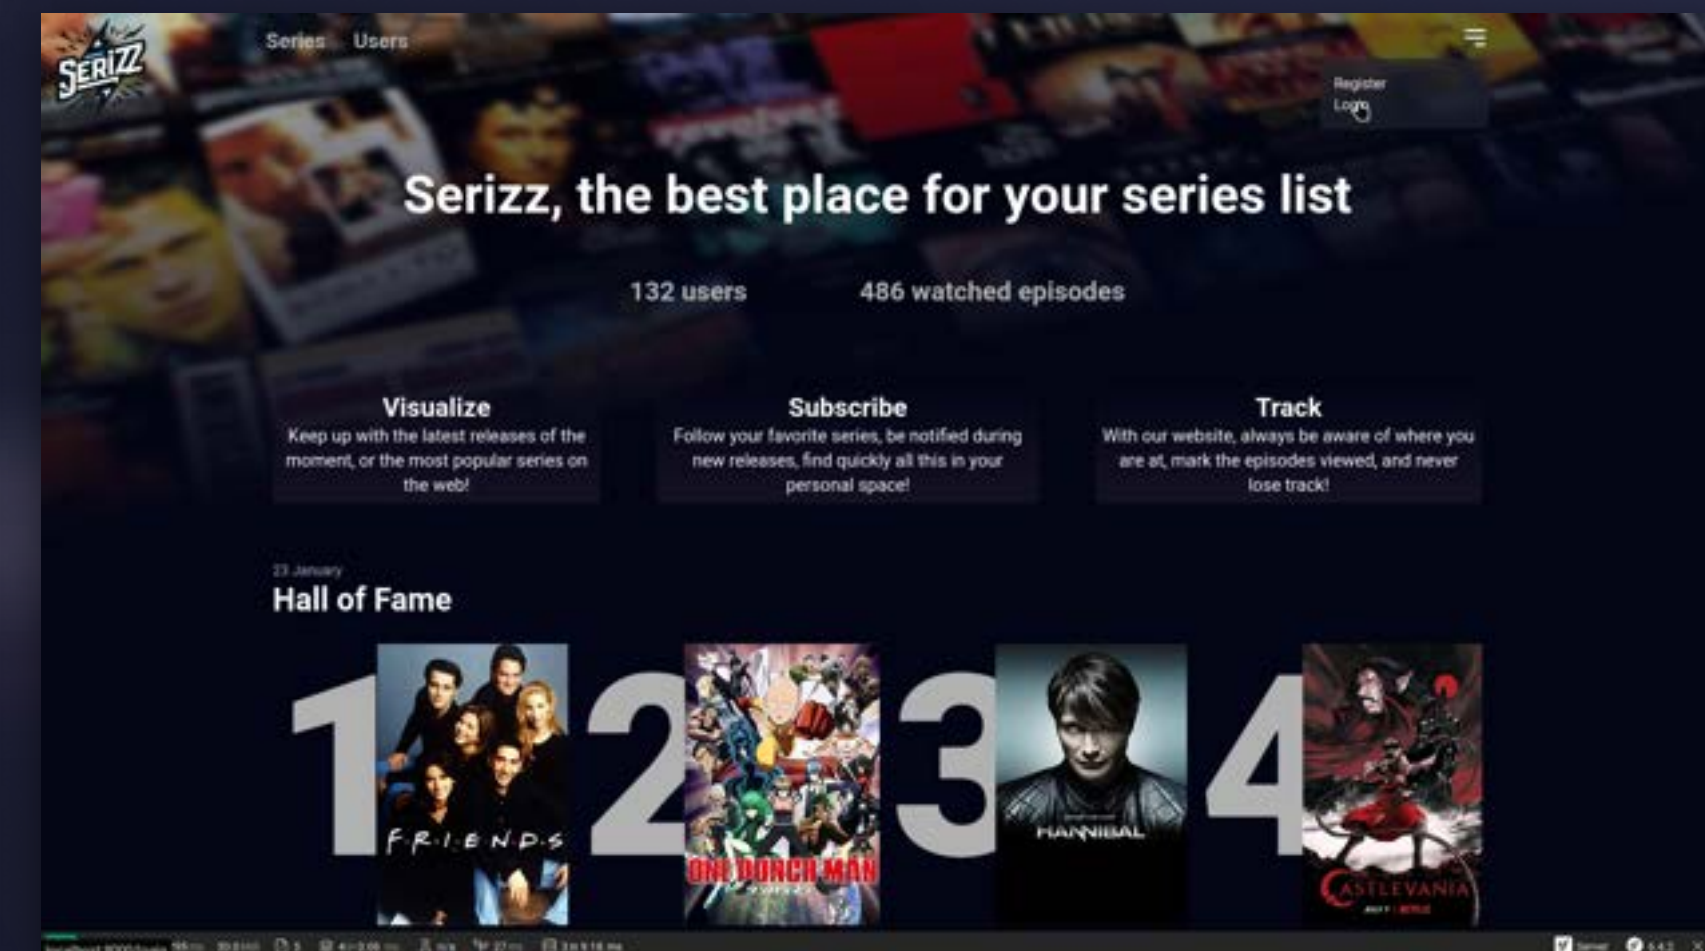 SERIZZ
Series Users
Register
Login
Serizz, the best place for your series list
132 users 486 watched episodes
Visualize
Keep up with the latest releases of the
moment, or the most popular series on
the web!
Subscribe
Follow your favorite series, be notified during
new releases, find quickly all this in your
personal space!
Track
With our website, always be aware of where you
are at, mark the episodes viewed, and never
lose track!
23 January
Hall of Fame
1 2 3 4
F·R·I·E·N·D·S
ONE PUNCH MAN
HANNIBAL
CASTLEVANIA
Server